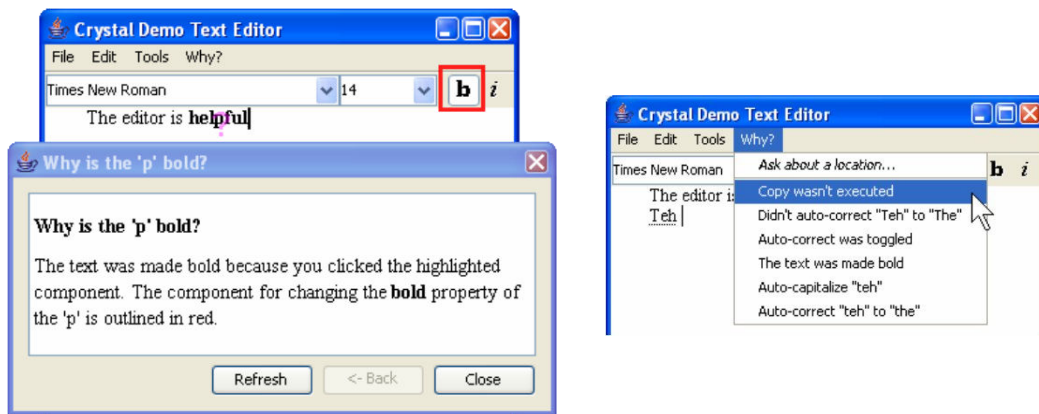 Crystal Demo Text Editor
File Edit Tools Why?
Times New Roman 14 b i
The editor is helpful
?
Why is the 'p' bold?
Why is the 'p' bold?
The text was made bold because you clicked the highlighted
component. The component for changing the bold property of
the 'p' is outlined in red.
Refresh <- Back Close
Crystal Demo Text Editor
File Edit Tools Why?
Times New Roman b i
The editor is
Teh
Ask about a location...
Copy wasn't executed
Didn't auto-correct "Teh" to "The"
Auto-correct was toggled
The text was made bold
Auto-capitalize "teh"
Auto-correct "teh" to "the"